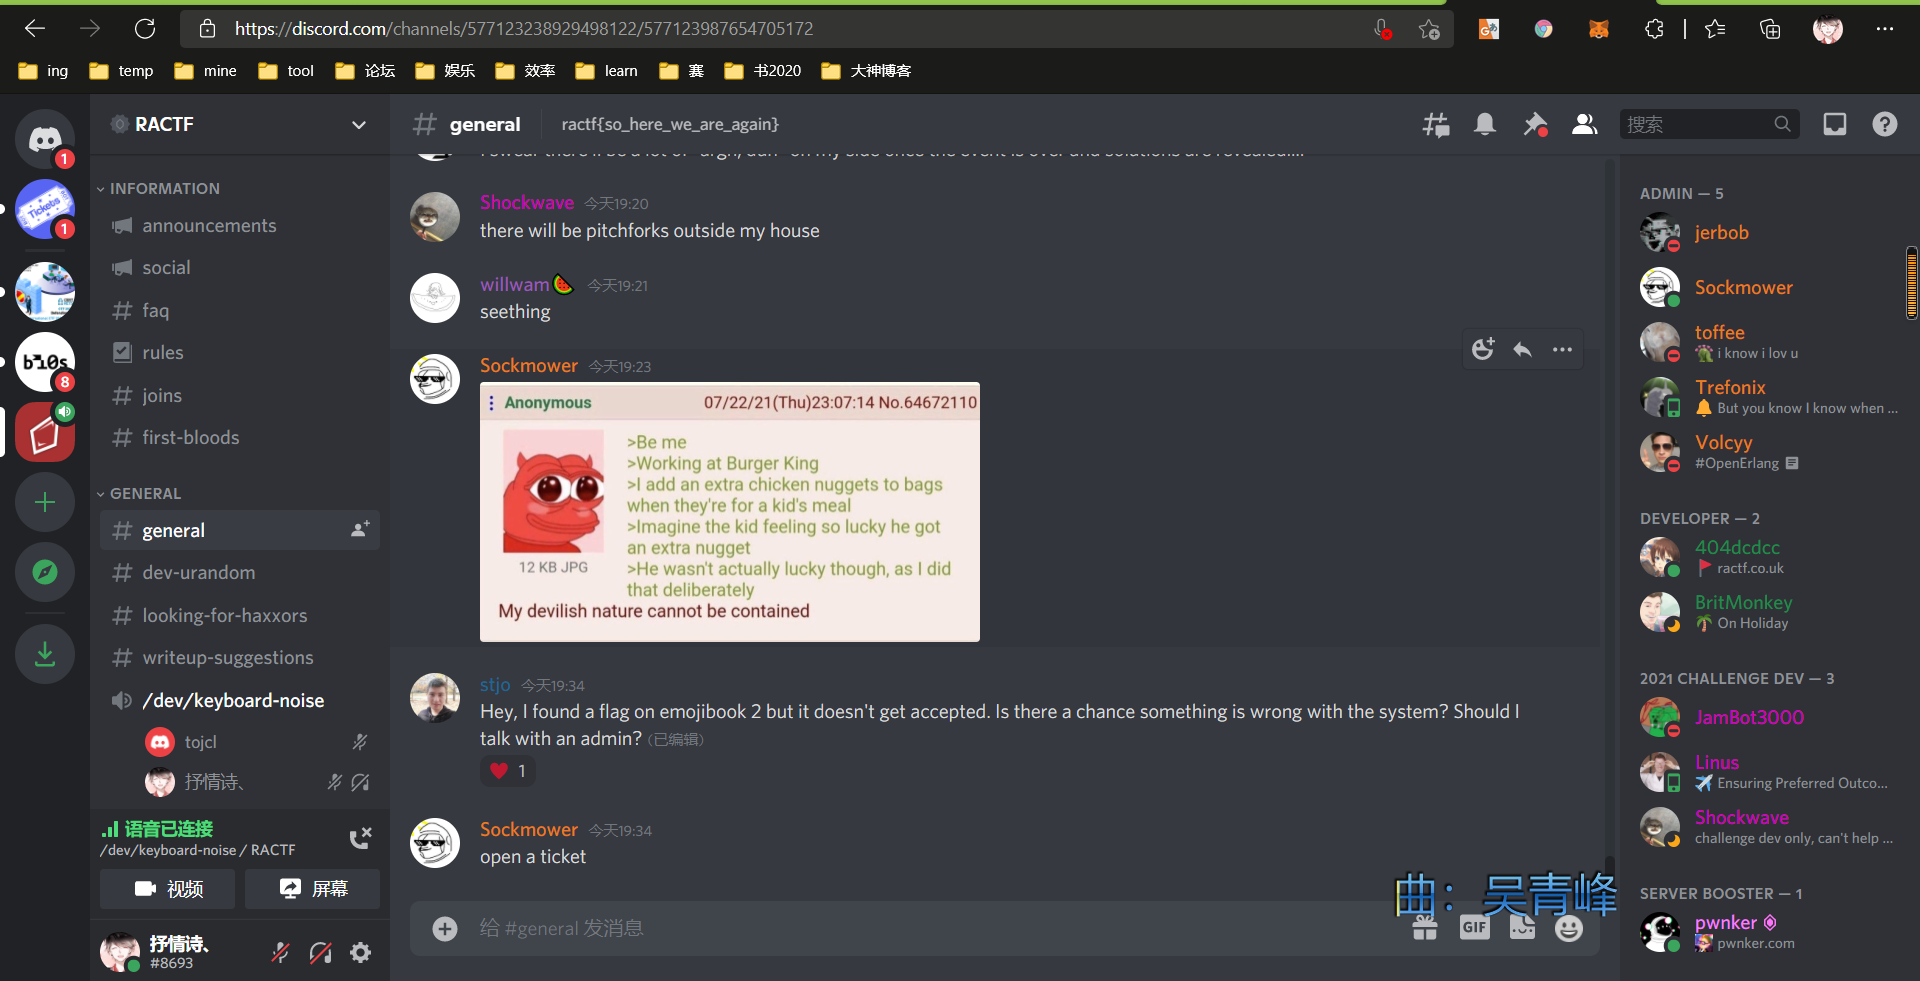 https://discord.com/channels/577123238929498122/577123987654705172
ing
temp
mine
tool
论坛
娱乐
效率
learn
赛
书2020
大神博客
1
Tickets
1
b310s
8
RACTF
INFORMATION
announcements
social
faq
rules
joins
first-bloods
GENERAL
general
dev-urandom
looking-for-haxxors
writeup-suggestions
/dev/keyboard-noise
tojcl
抒情诗、
语音已连接
/dev/keyboard-noise / RACTF
视频
屏幕
抒情诗、
#8693
general
ractf{so_here_we_are_again}
搜索
Shockwave 今天19:20
there will be pitchforks outside my house
willwam🍉 今天19:21
seething
Sockmower 今天19:23
Anonymous 07/22/21(Thu)23:07:14 No.64672110
>Be me
>Working at Burger King
>I add an extra chicken nuggets to bags
when they're for a kid's meal
>Imagine the kid feeling so lucky he got
an extra nugget
>He wasn't actually lucky though, as I did
that deliberately
12 KB JPG
My devilish nature cannot be contained
stjo 今天19:34
Hey, I found a flag on emojibook 2 but it doesn't get accepted. Is there a chance something is wrong with the system? Should I
talk with an admin? (已编辑)
❤ 1
Sockmower 今天19:34
open a ticket
给 #general 发消息
GIF
曲：吴青峰
ADMIN — 5
jerbob
Sockmower
toffee
i know i lov u
Trefonix
🔔 But you know I know when ...
Volcyy
#OpenErlang
DEVELOPER — 2
404dcdcc
🚩 ractf.co.uk
BritMonkey
🌴 On Holiday
2021 CHALLENGE DEV — 3
JamBot3000
Linus
✈️ Ensuring Preferred Outco...
Shockwave
challenge dev only, can't help ...
SERVER BOOSTER — 1
pwnker
pwnker.com